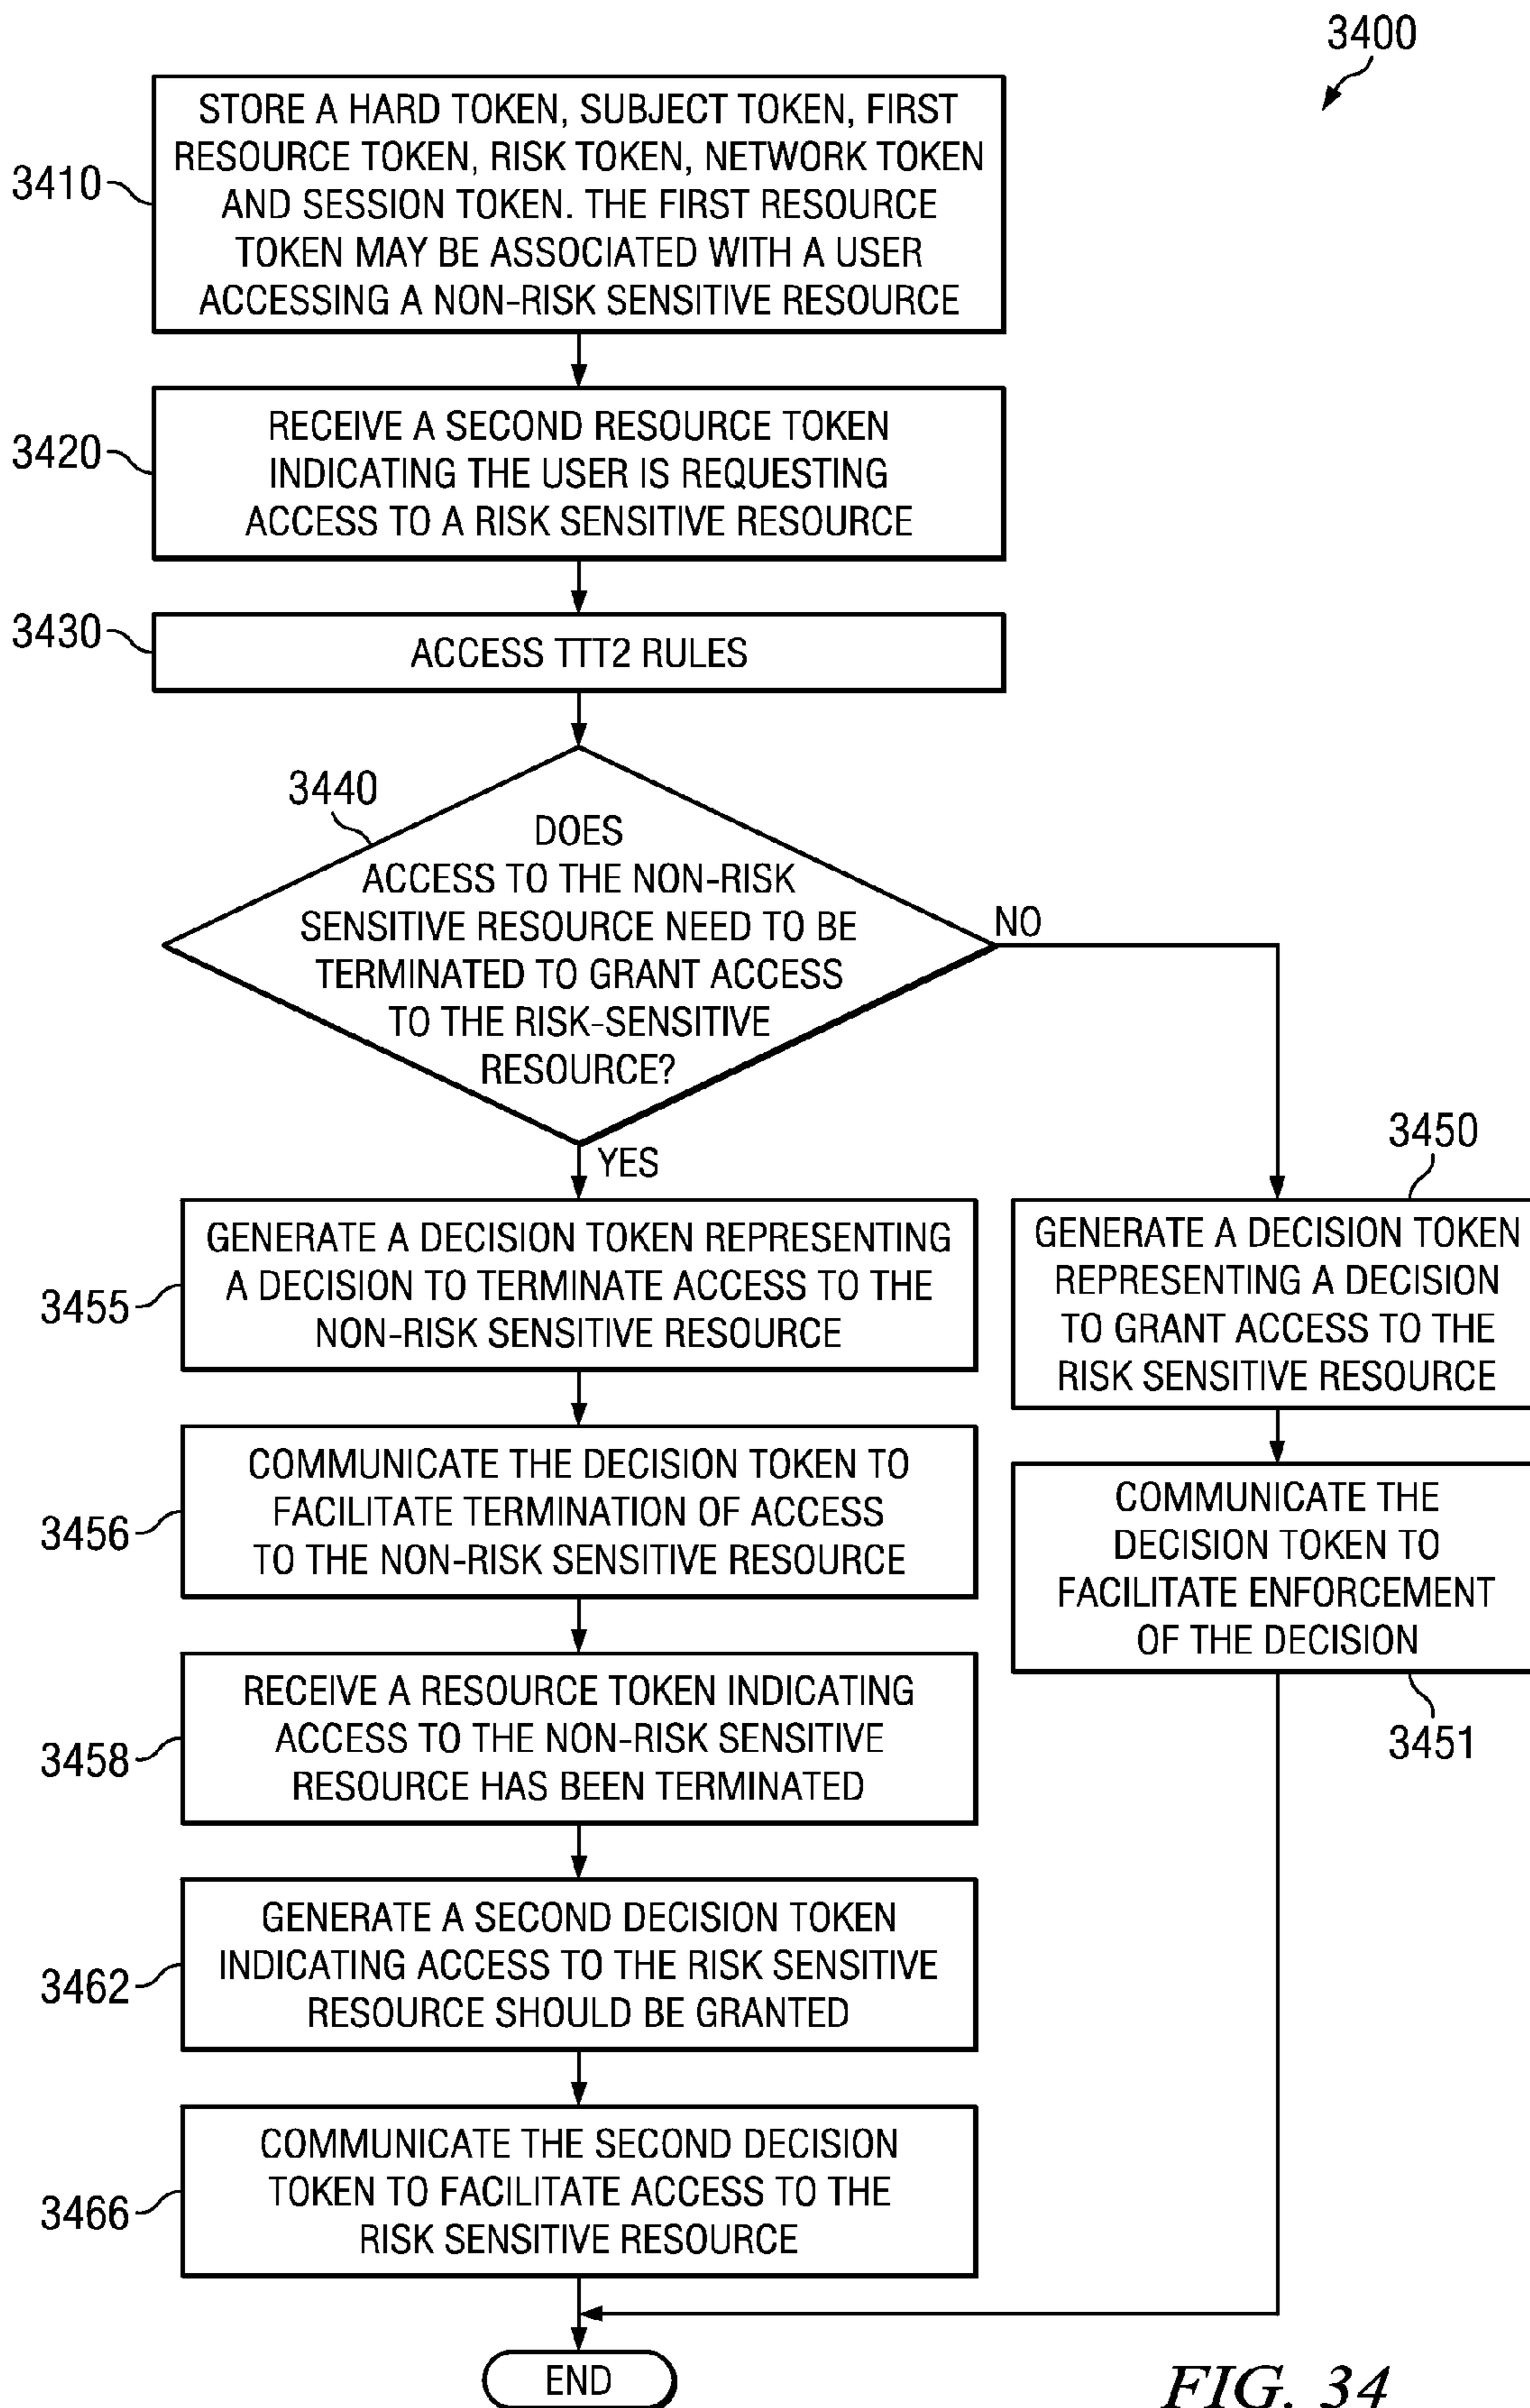 3400
STORE A HARD TOKEN, SUBJECT TOKEN, FIRST
RESOURCE TOKEN, RISK TOKEN, NETWORK TOKEN
AND SESSION TOKEN. THE FIRST RESOURCE
TOKEN MAY BE ASSOCIATED WITH A USER
ACCESSING A NON-RISK SENSITIVE RESOURCE
3410
RECEIVE A SECOND RESOURCE TOKEN
INDICATING THE USER IS REQUESTING
ACCESS TO A RISK SENSITIVE RESOURCE
3420
3430
ACCESS TTT2 RULES
3440
DOES
ACCESS TO THE NON-RISK
SENSITIVE RESOURCE NEED TO BE
TERMINATED TO GRANT ACCESS
TO THE RISK-SENSITIVE
RESOURCE?
NO
YES
3455
GENERATE A DECISION TOKEN REPRESENTING
A DECISION TO TERMINATE ACCESS TO THE
NON-RISK SENSITIVE RESOURCE
3456
COMMUNICATE THE DECISION TOKEN TO
FACILITATE TERMINATION OF ACCESS
TO THE NON-RISK SENSITIVE RESOURCE
3458
RECEIVE A RESOURCE TOKEN INDICATING
ACCESS TO THE NON-RISK SENSITIVE
RESOURCE HAS BEEN TERMINATED
3462
GENERATE A SECOND DECISION TOKEN
INDICATING ACCESS TO THE RISK SENSITIVE
RESOURCE SHOULD BE GRANTED
3466
COMMUNICATE THE SECOND DECISION
TOKEN TO FACILITATE ACCESS TO THE
RISK SENSITIVE RESOURCE
3450
GENERATE A DECISION TOKEN
REPRESENTING A DECISION
TO GRANT ACCESS TO THE
RISK SENSITIVE RESOURCE
COMMUNICATE THE
DECISION TOKEN TO
FACILITATE ENFORCEMENT
OF THE DECISION
3451
END
FIG. 34